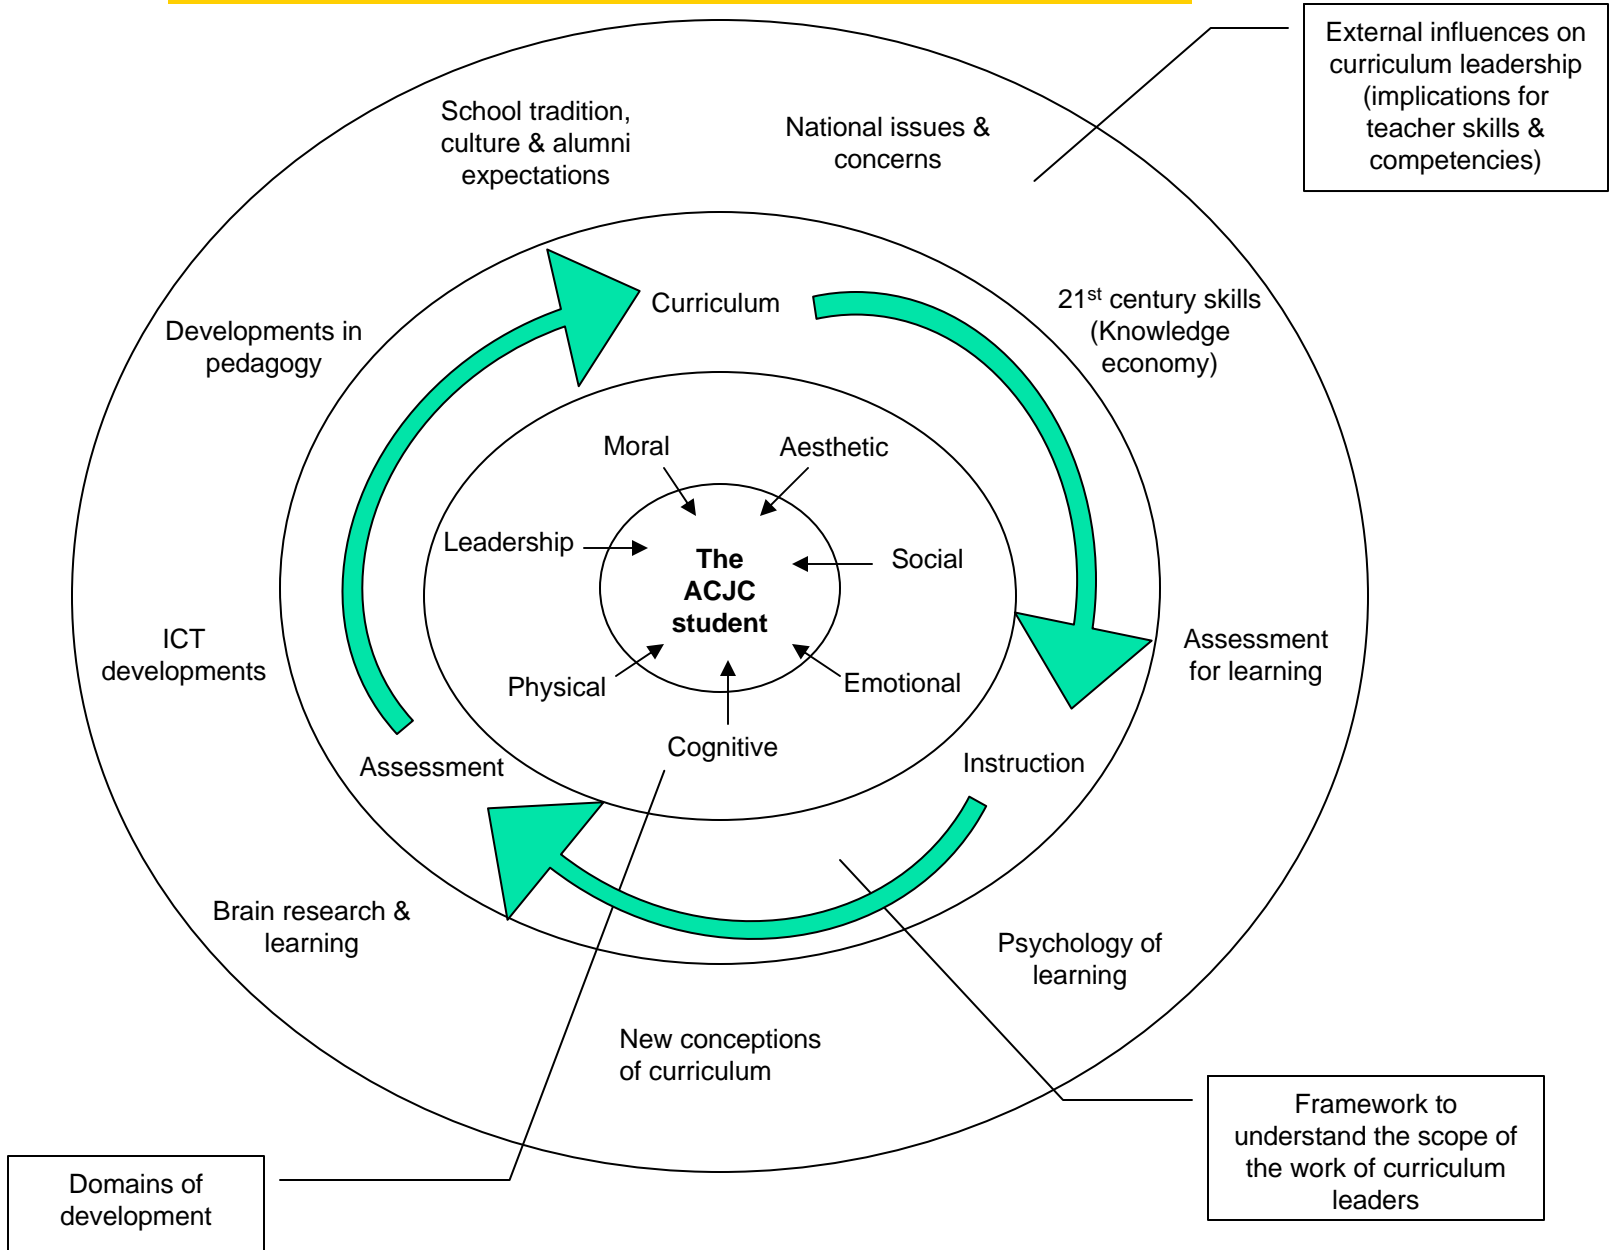 External influences on
curriculum leadership
(implications for
teacher skills &
competencies)
School tradition,
culture & alumni
expectations
National issues &
concerns
Developments in
pedagogy
Curriculum
21st century skills
(Knowledge
economy)
Moral
Aesthetic
Leadership
Social
The
ACJC
student
Physical
Emotional
Cognitive
ICT
developments
Assessment
for learning
Assessment
Instruction
Brain research &
learning
Psychology of
learning
New conceptions
of curriculum
Framework to
understand the scope of
the work of curriculum
leaders
Domains of
development